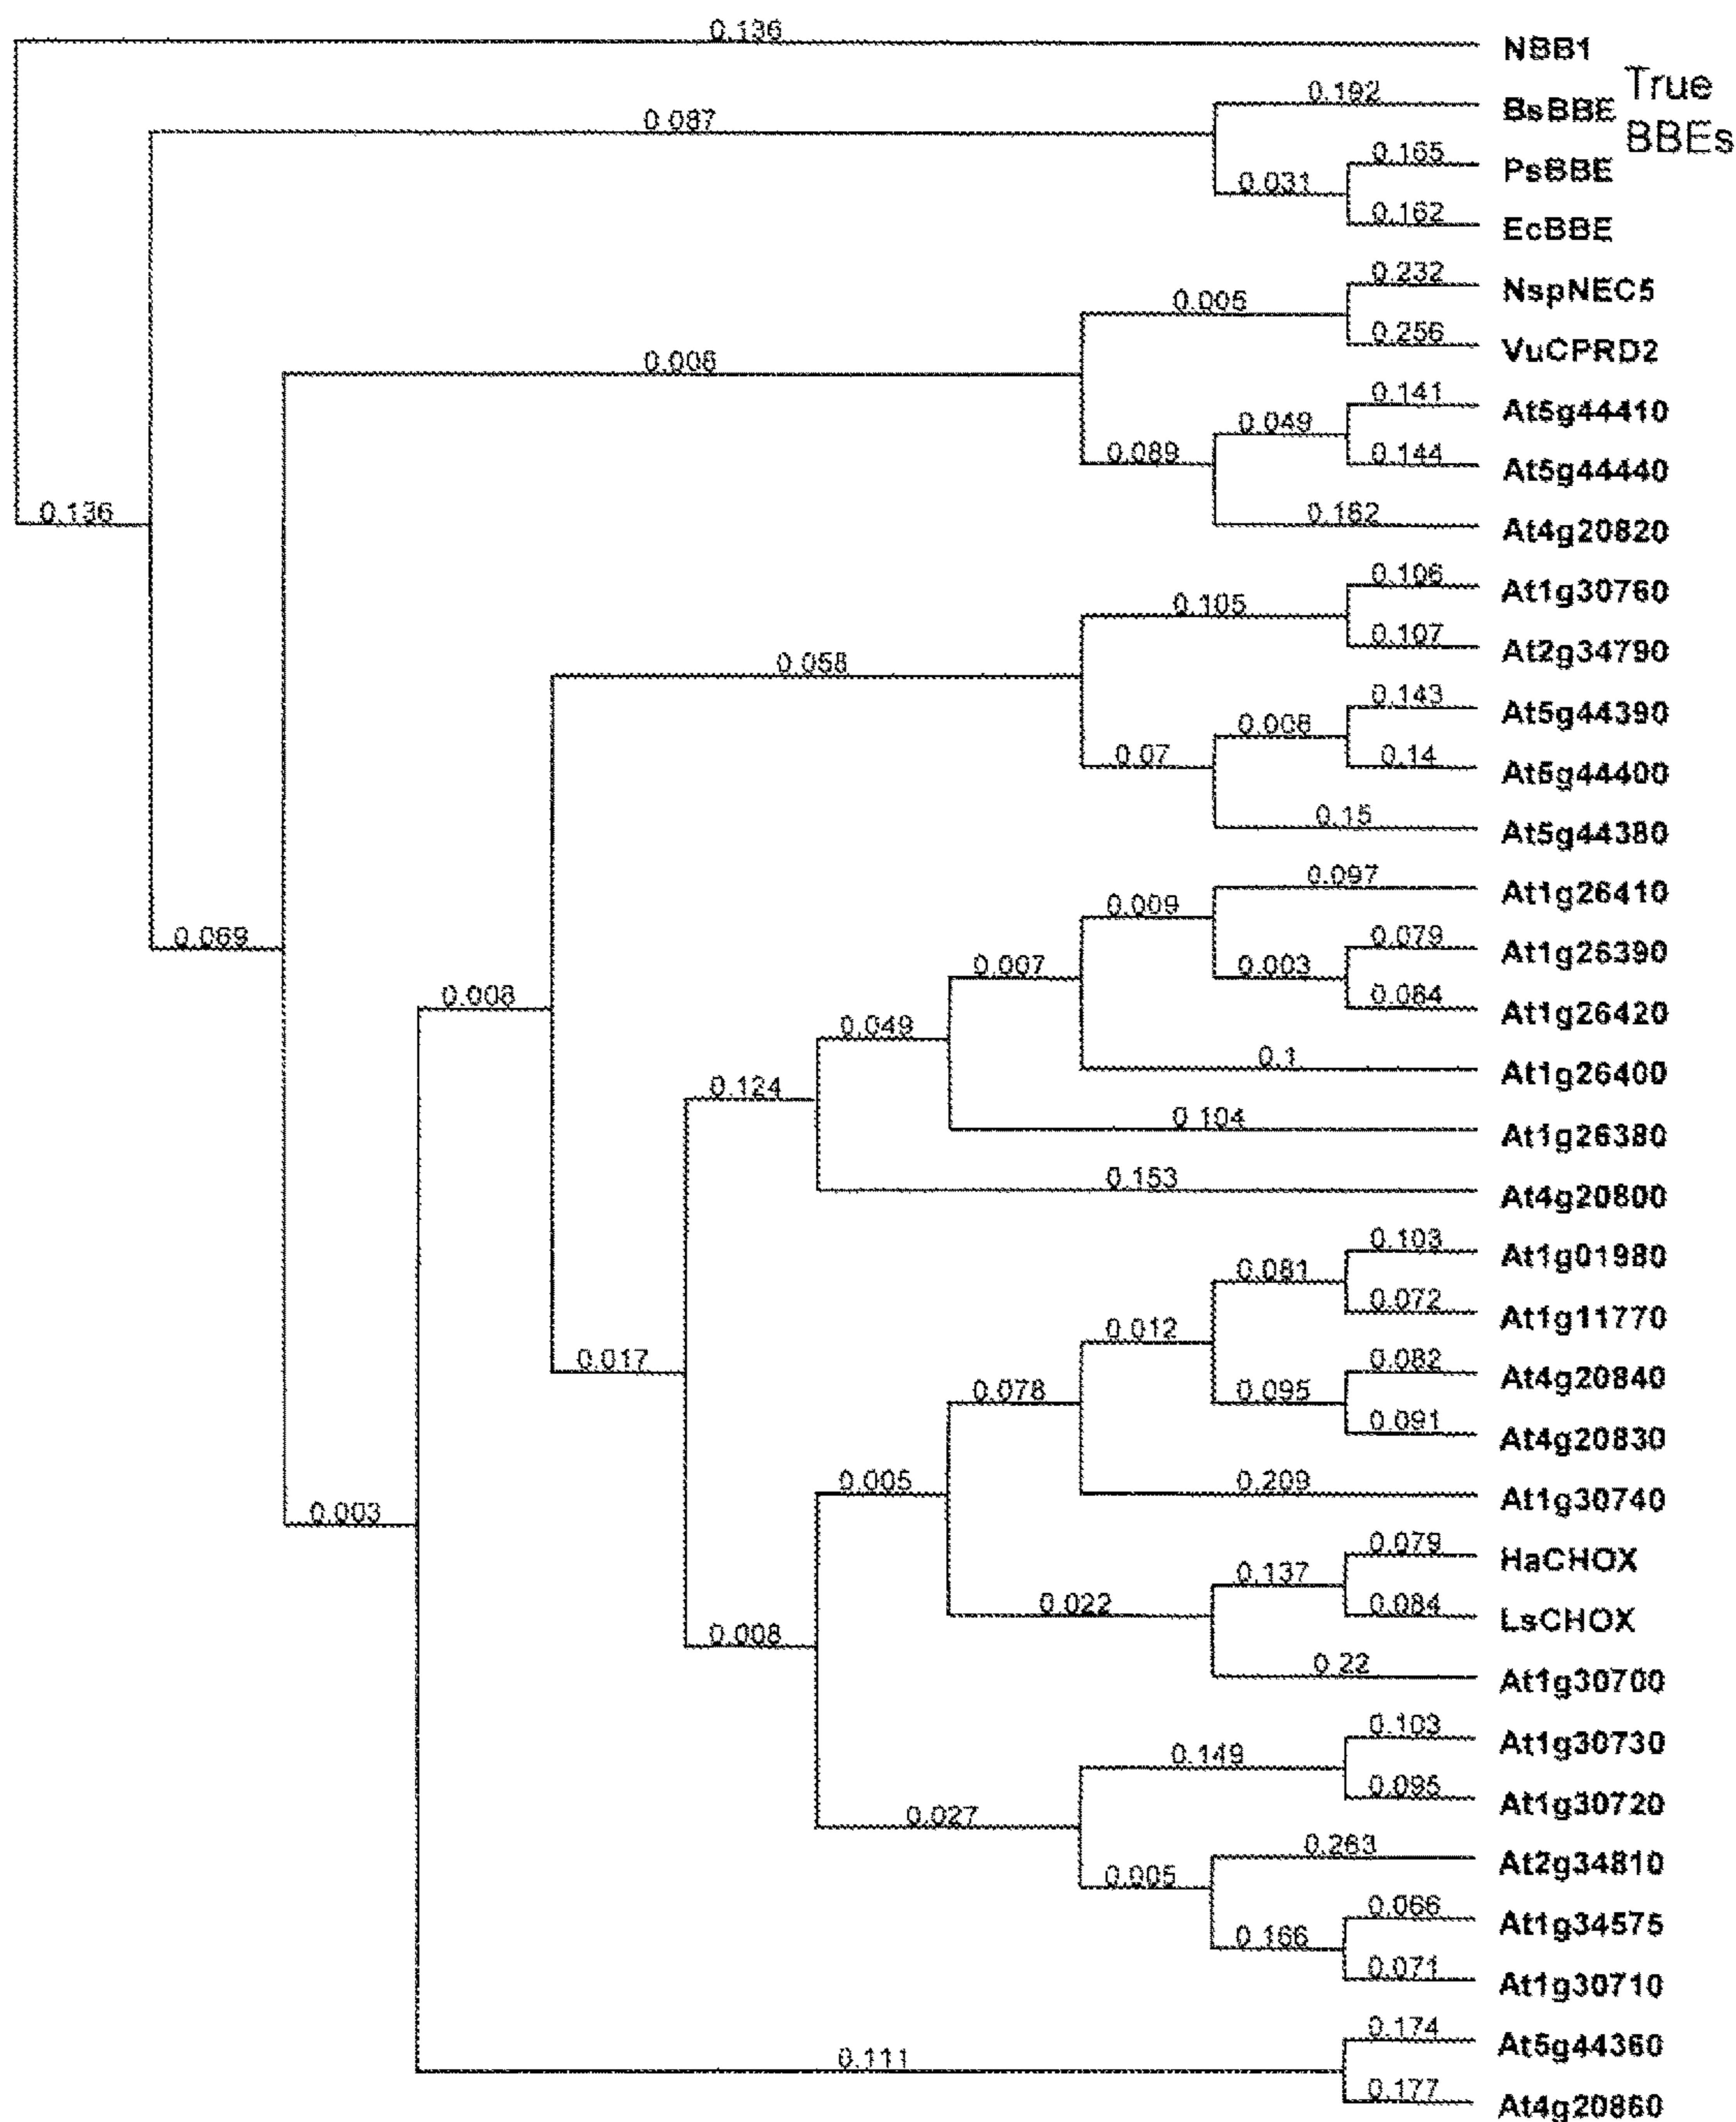 0.136
NBB1
True
BBEs
0.192
BsBBE
0.087
0.165
PsBBE
0.031
0.162
EcBBE
0.232
NspNEC5
0.005
0.256
VuCPRD2
0.008
0.141
At5g44410
0.049
0.144
At5g44440
0.089
0.162
At4g20820
0.136
0.106
At1g30760
0.105
0.107
At2g34790
0.058
0.143
At5g44390
0.008
0.14
At5g44400
0.07
0.15
At5g44380
0.097
At1g26410
0.009
0.079
At1g26390
0.069
0.007
0.003
0.084
At1g26420
0.008
0.049
0.1
At1g26400
0.124
0.104
At1g26380
0.153
At4g20800
0.103
At1g01980
0.081
0.072
At1g11770
0.012
0.082
At4g20840
0.017
0.078
0.095
0.091
At4g20830
0.005
0.209
At1g30740
0.003
0.079
HaCHOX
0.137
0.022
0.084
LsCHOX
0.008
0.22
At1g30700
0.103
At1g30730
0.149
0.095
At1g30720
0.027
0.263
At2g34810
0.005
0.066
At1g34575
0.166
0.071
At1g30710
0.174
At5g44360
0.111
0.177
At4g20860